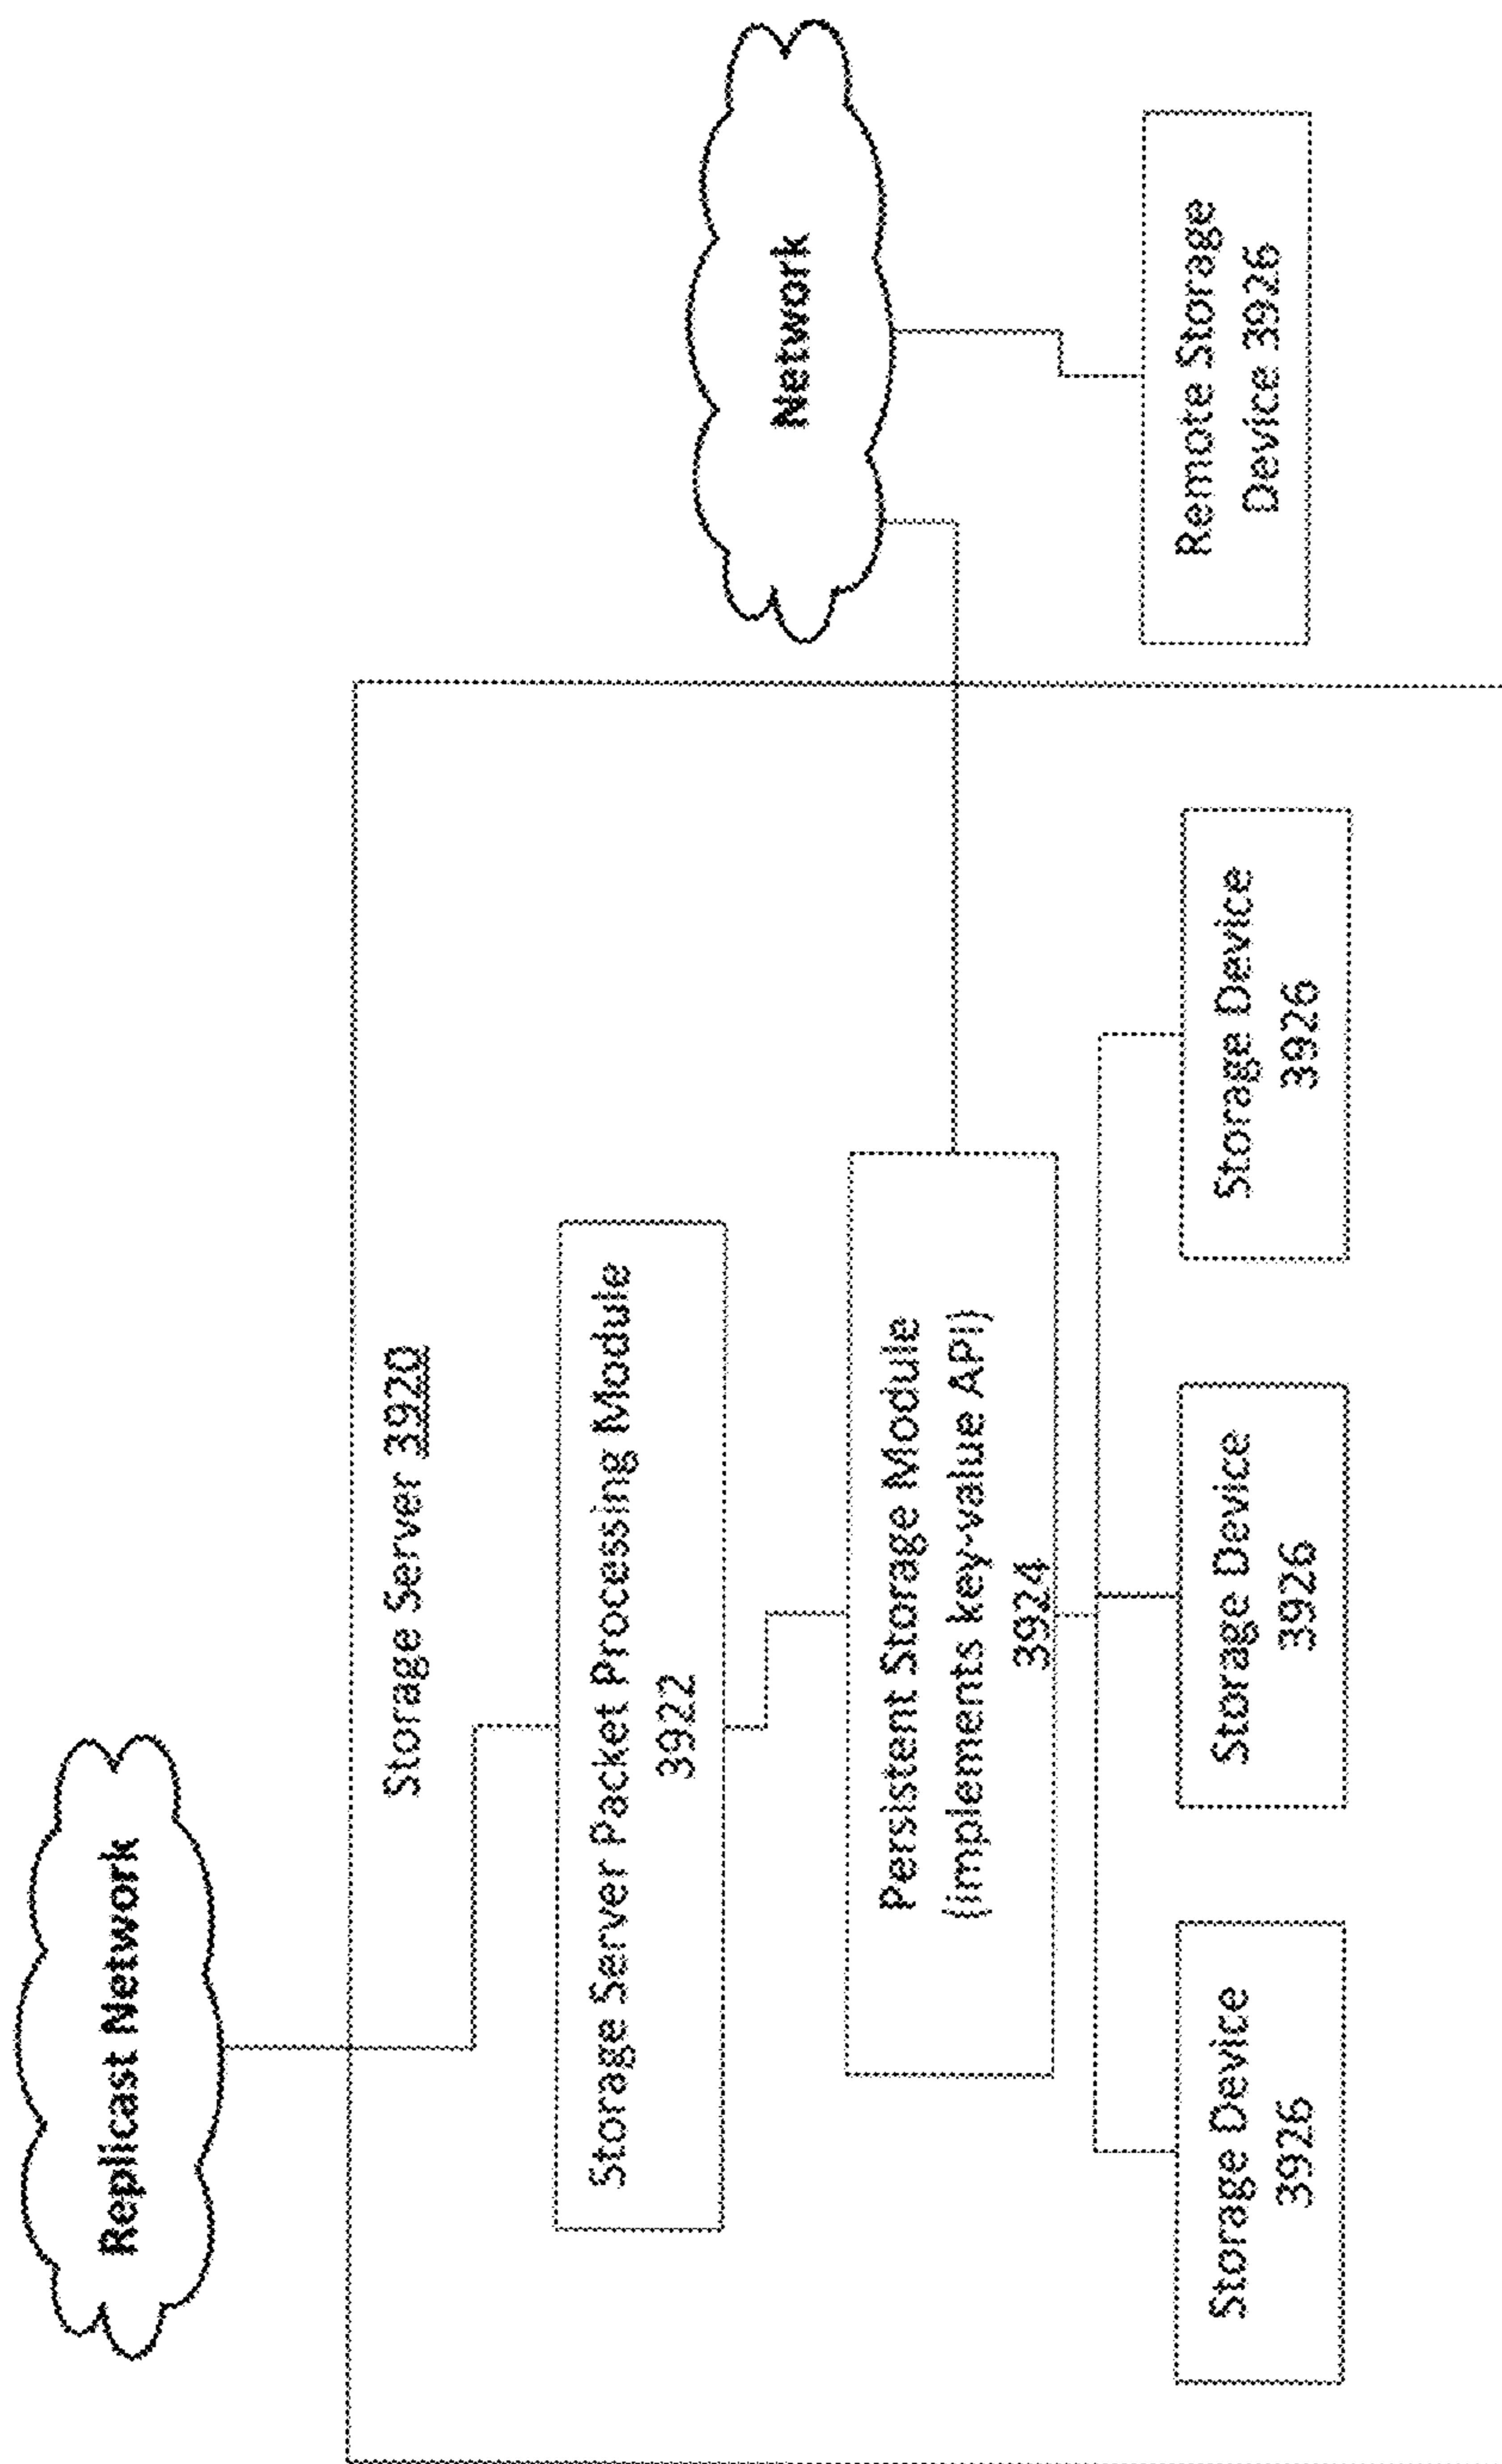 Replicast Network
Storage Server 3920
Storage Server Packet Processing Module
3922
Network
Persistent Storage Module
(implements key-value API)
3924
Storage Device
3926
Storage Device
3926
Storage Device
3926
Remote Storage
Device 3926